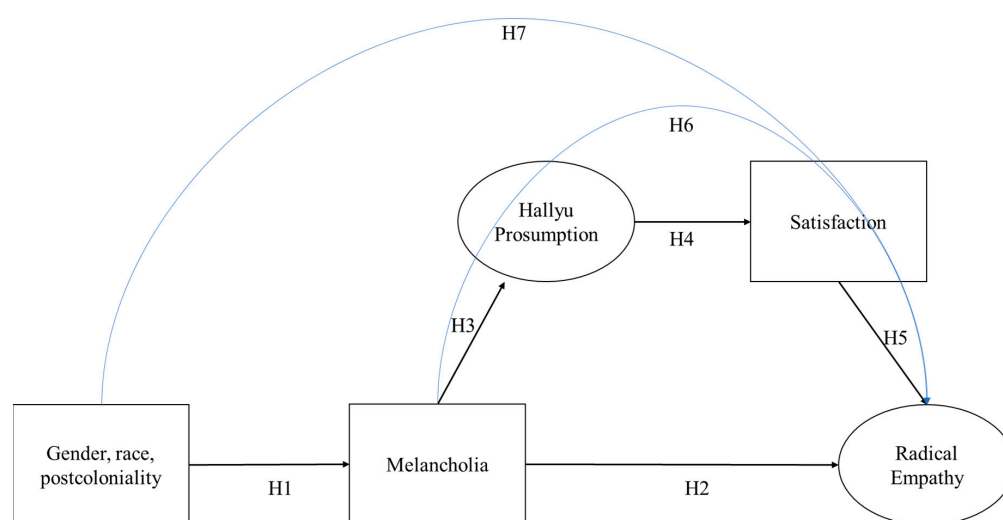 H7
H6
Hallyu
Prosumption
Satisfaction
H4
H3
H5
Gender, race,
postcoloniality
Melancholia
Radical
Empathy
H1
H2